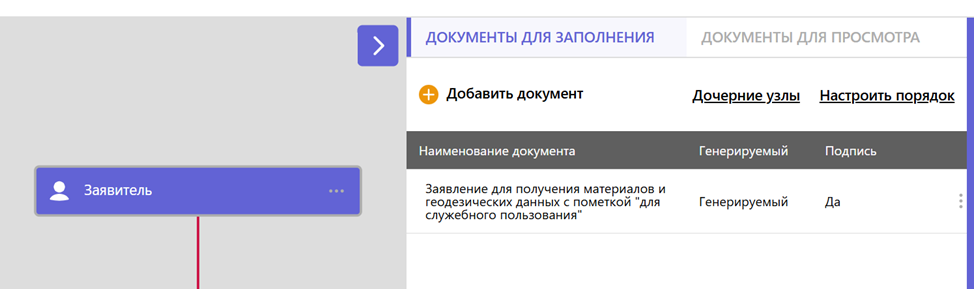 ДОКУМЕНТЫ ДЛЯ ЗАПОЛНЕНИЯ ДОКУМЕНТЫ ДЛЯ ПРОСМОТРА
Добавить документ Дочерние узлы Настроить порядок
Наименование документа Генерируемый Подпись
Заявитель
Заявление для получения материалов и
геодезических данных с пометкой "для
служебного пользования"
Генерируемый Да